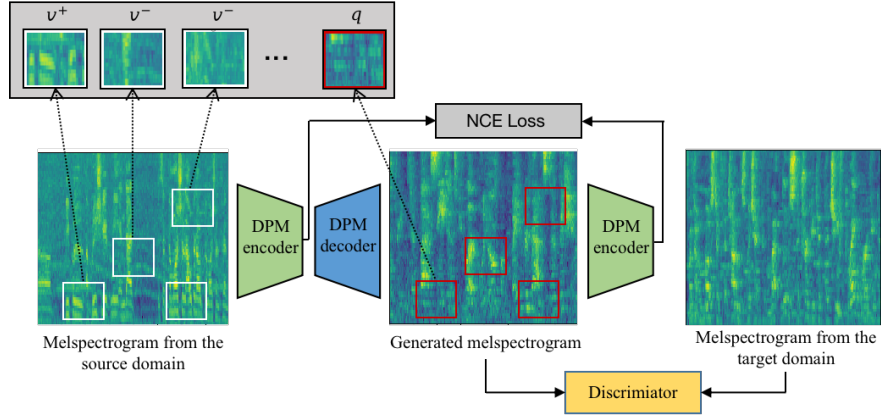 v⁺ v⁻ v⁻ ... q
NCE Loss
DPM
encoder
DPM
decoder
DPM
encoder
Melspectrogram from the
source domain
Generated melspectrogram
Melspectrogram from the
target domain
Discrimiator